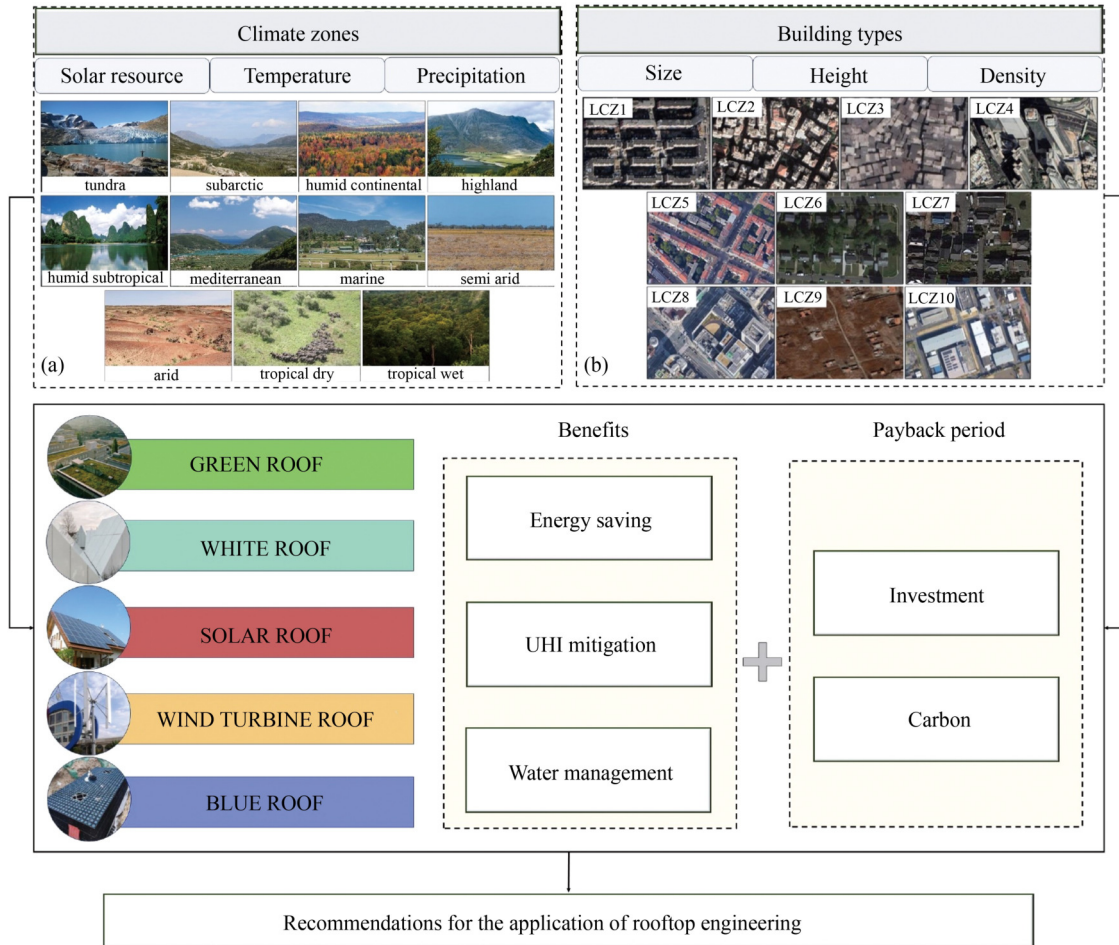 Climate zones
Solar resource
Temperature
Precipitation
tundra
subarctic
humid continental
highland
humid subtropical
mediterranean
marine
semi arid
(a)
arid
tropical dry
tropical wet
Building types
Size
Height
Density
LCZ1
LCZ2
LCZ3
LCZ4
LCZ5
LCZ6
LCZ7
LCZ8
LCZ9
LCZ10
(b)
GREEN ROOF
WHITE ROOF
SOLAR ROOF
WIND TURBINE ROOF
BLUE ROOF
Benefits
Energy saving
UHI mitigation
Water management
Payback period
Investment
Carbon
Recommendations for the application of rooftop engineering